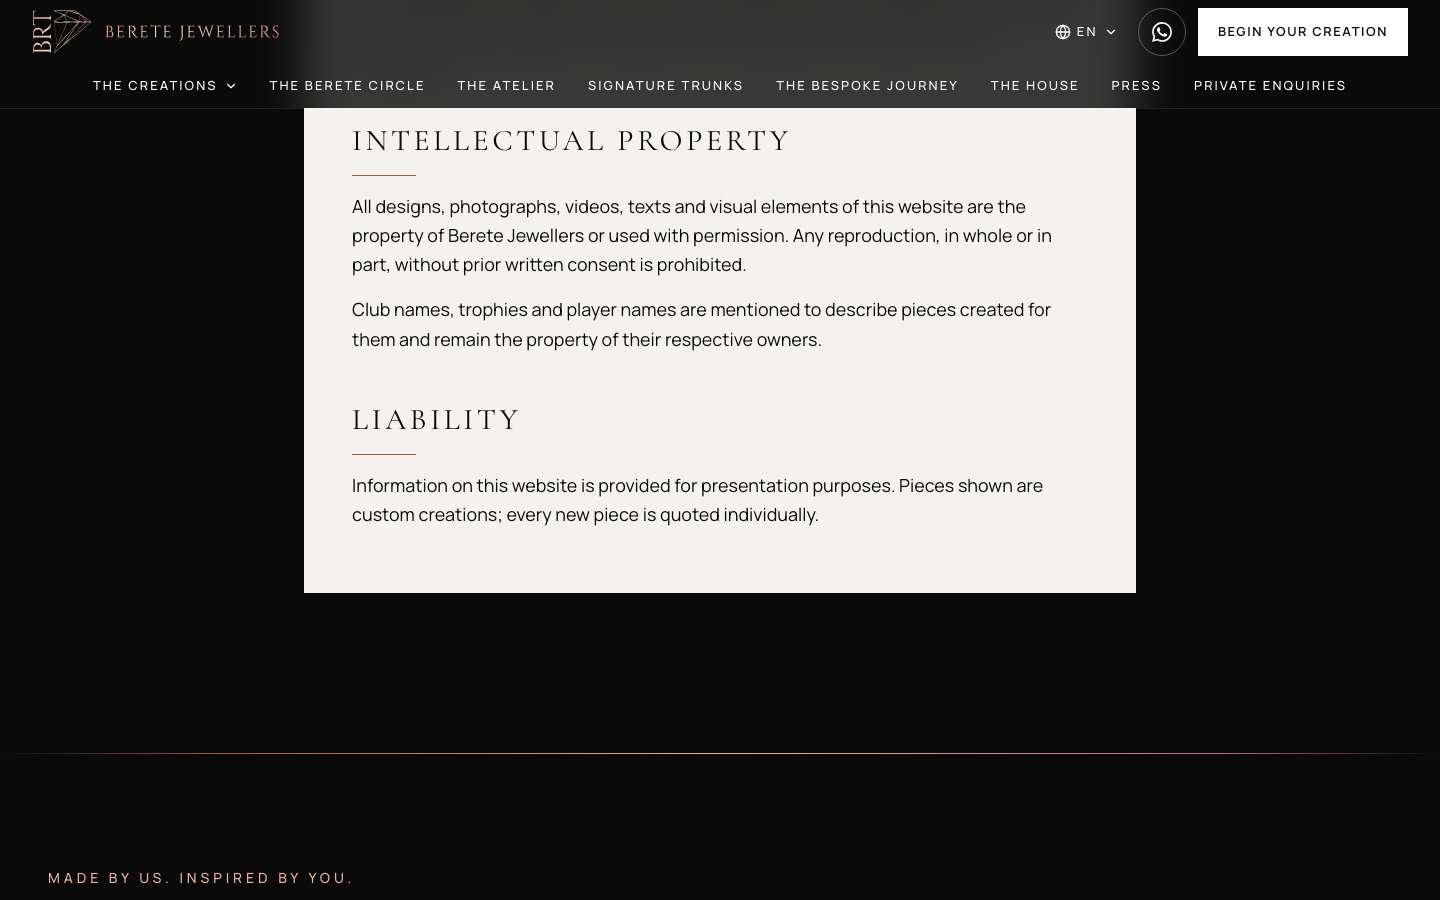 BRT
BERETE JEWELLERS
EN
BEGIN YOUR CREATION
THE CREATIONS
THE BERETE CIRCLE
THE ATELIER
SIGNATURE TRUNKS
THE BESPOKE JOURNEY
THE HOUSE
PRESS
PRIVATE ENQUIRIES
INTELLECTUAL PROPERTY
All designs, photographs, videos, texts and visual elements of this website are the
property of Berete Jewellers or used with permission. Any reproduction, in whole or in
part, without prior written consent is prohibited.
Club names, trophies and player names are mentioned to describe pieces created for
them and remain the property of their respective owners.
LIABILITY
Information on this website is provided for presentation purposes. Pieces shown are
custom creations; every new piece is quoted individually.
MADE BY US. INSPIRED BY YOU.